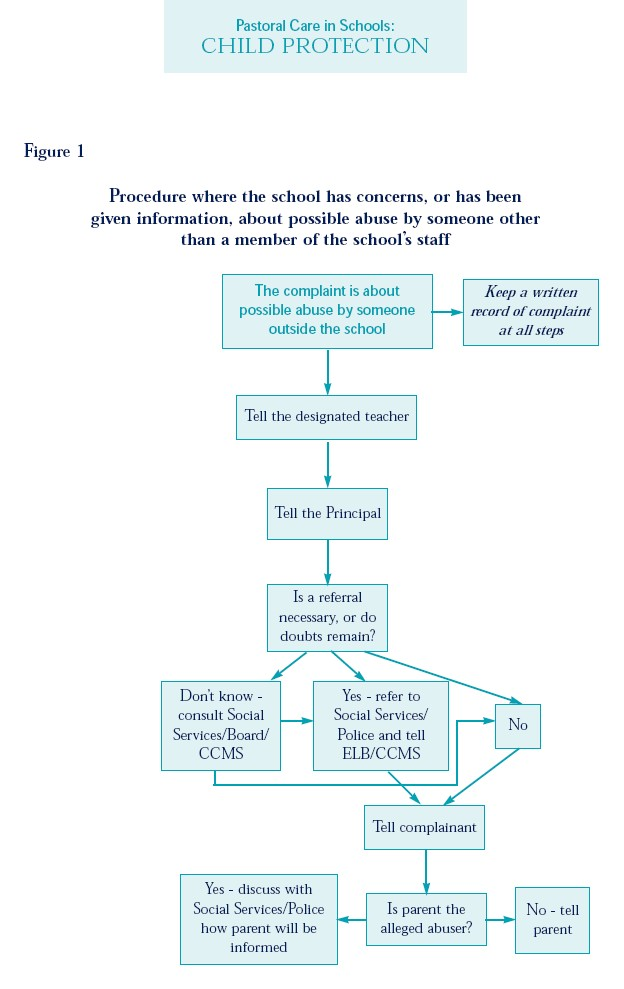 Pastoral Care in Schools:
CHILD PROTECTION
Figure 1
Procedure where the school has concerns, or has been
given information, about possible abuse by someone other
than a member of the school's staff
The complaint is about
possible abuse by someone
outside the school
Keep a written
record of complaint
at all steps
Tell the designated teacher
Tell the Principal
Is a referral
necessary, or do
doubts remain?
Don't know -
consult Social
Services/Board/
CCMS
Yes - refer to
Social Services/
Police and tell
ELB/CCMS
No
Tell complainant
Yes - discuss with
Social Services/Police
how parent will be
informed
Is parent the
alleged abuser?
No - tell
parent